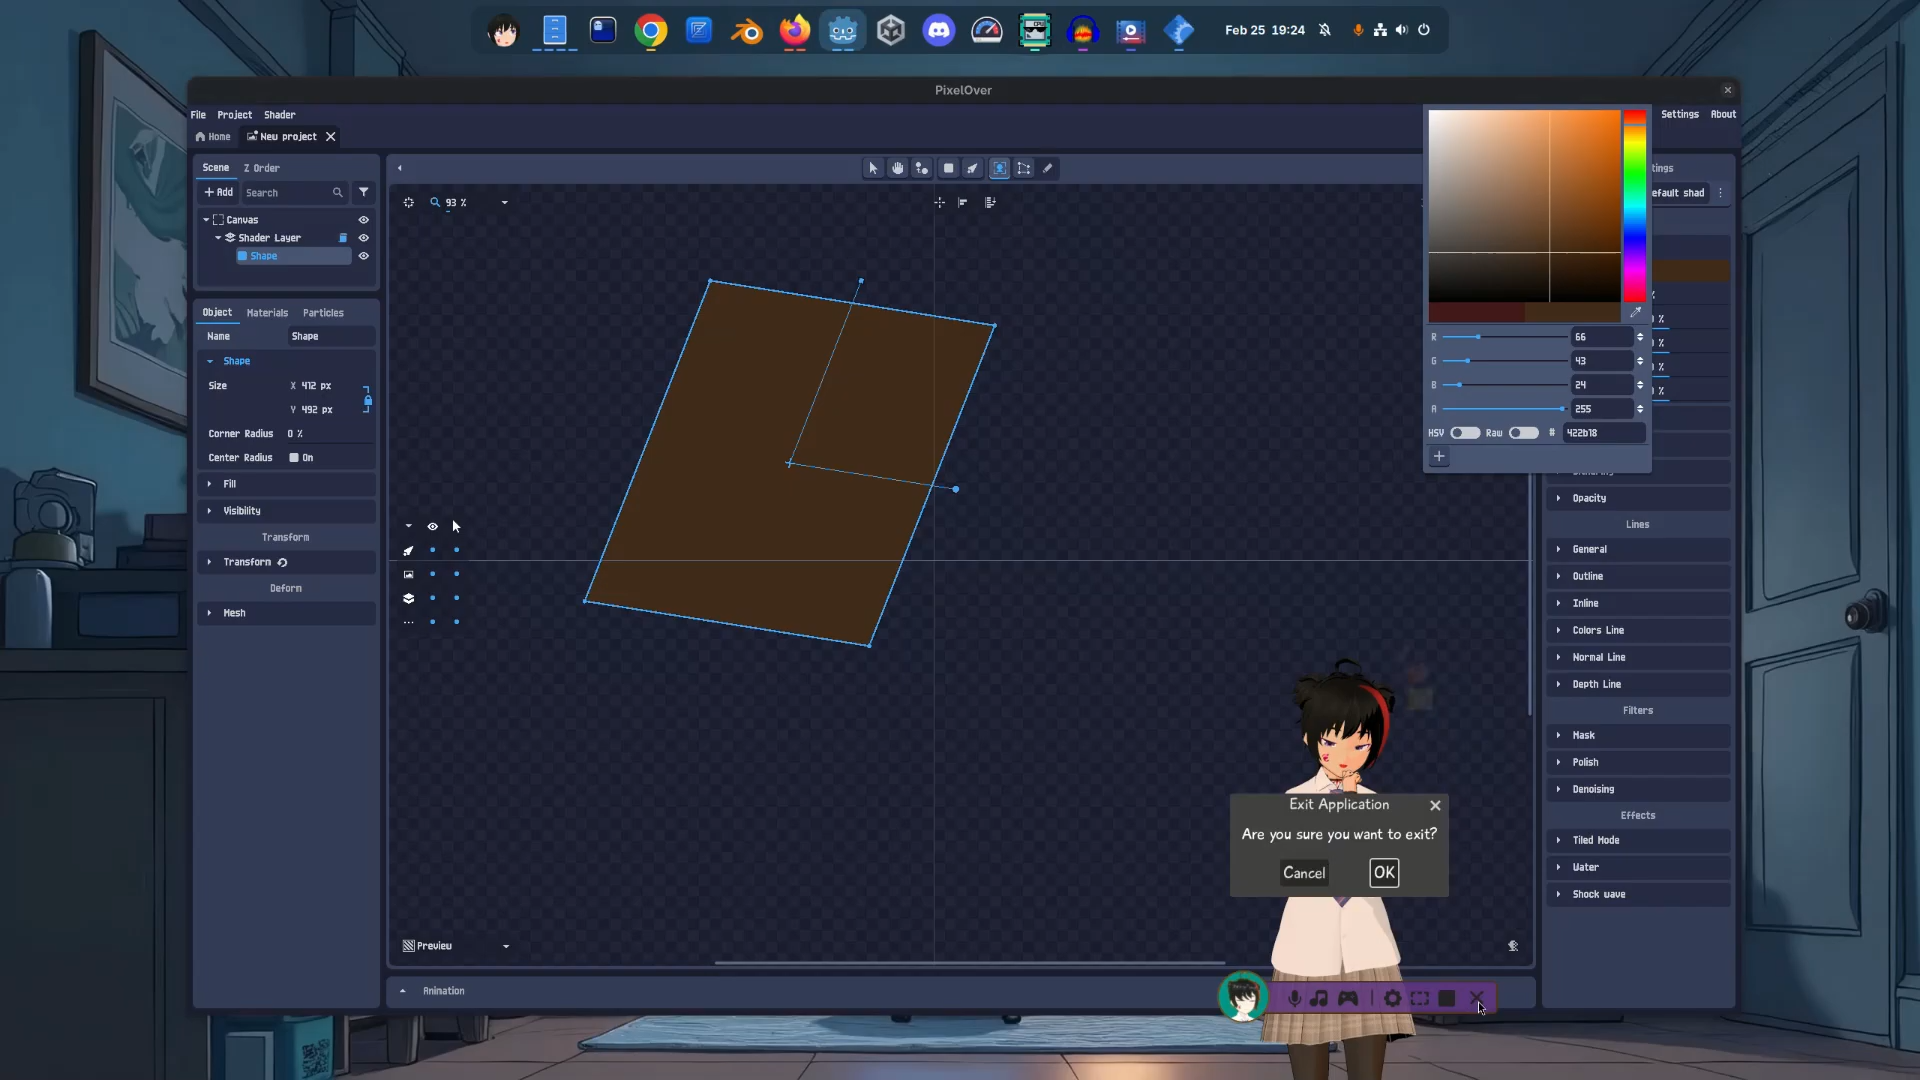 Feb 25 19:24
PixelOver
File Project Shader
Settings About
Home New project
Scene Z Order
+ Add Search
Canvas
Shader Layer
Shape
Object Materials Particles
Name Shape
Shape
Size X 412 px
Y 492 px
Corner Radius 0 %
Center Radius On
Fill
Visibility
Transform
Transform
Deform
Mesh
93 %
Preview
Animation
R 66
G 43
B 24
A 255
HSV Raw # 422b18
+
tings
efault shad
%
%
%
%
%
Opacity
Lines
General
Outline
Inline
Colors Line
Normal Line
Depth Line
Filters
Mask
Polish
Denoising
Effects
Tiled Mode
Water
Shock wave
Exit Application
Are you sure you want to exit?
Cancel OK